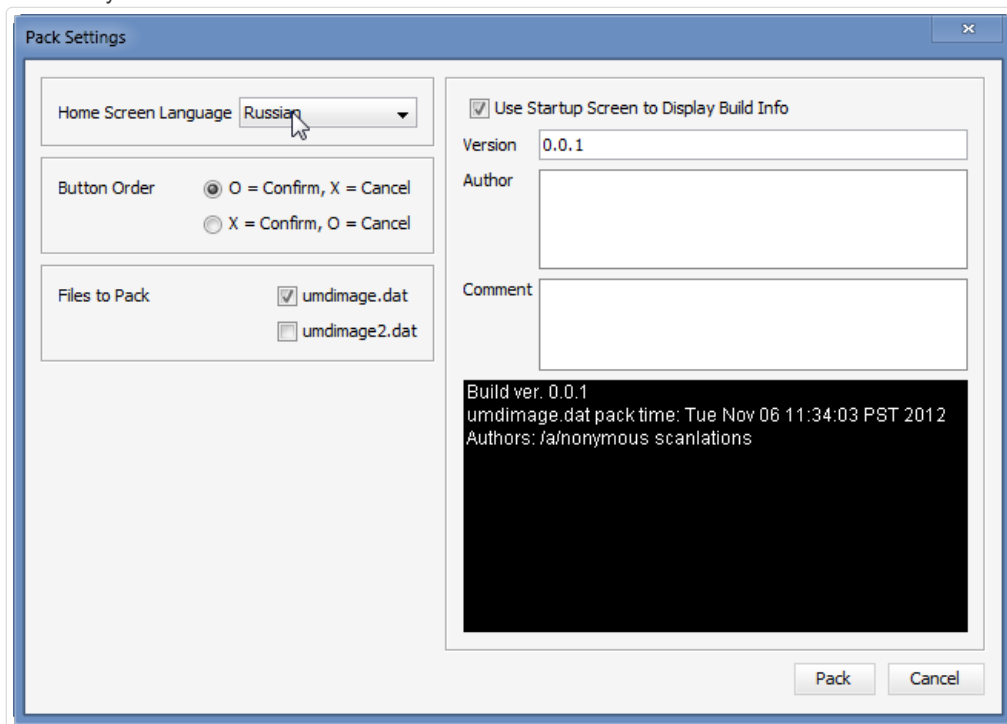 Pack Settings
Home Screen Language Russian
Button Order O = Confirm, X = Cancel
X = Confirm, O = Cancel
Files to Pack umdimage.dat
umdimage2.dat
Use Startup Screen to Display Build Info
Version 0.0.1
Author
Comment
Build ver. 0.0.1
umdimage.dat pack time: Tue Nov 06 11:34:03 PST 2012
Authors: /a/nonymous scanlations
Pack Cancel